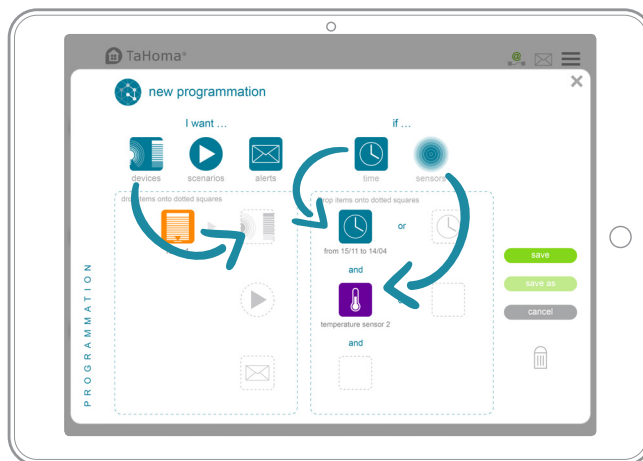 TaHoma®
new programmation
I want ...
if ...
devices
scenarios
alerts
time
sensors
drop items onto dotted squares
drop items onto dotted squares
or
from 15/11 to 14/04
and
temperature sensor 2
and
save
save as
cancel
PROGRAMMATION